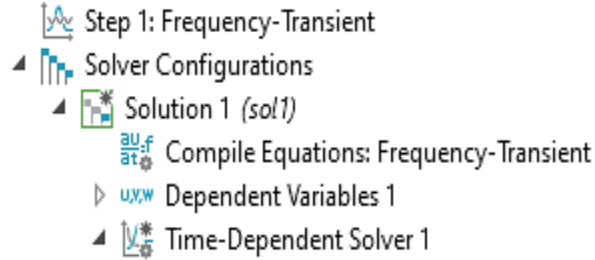 Step 1: Frequency-Transient
Solver Configurations
Solution 1 (sol1)
Compile Equations: Frequency-Transient
Dependent Variables 1
Time-Dependent Solver 1